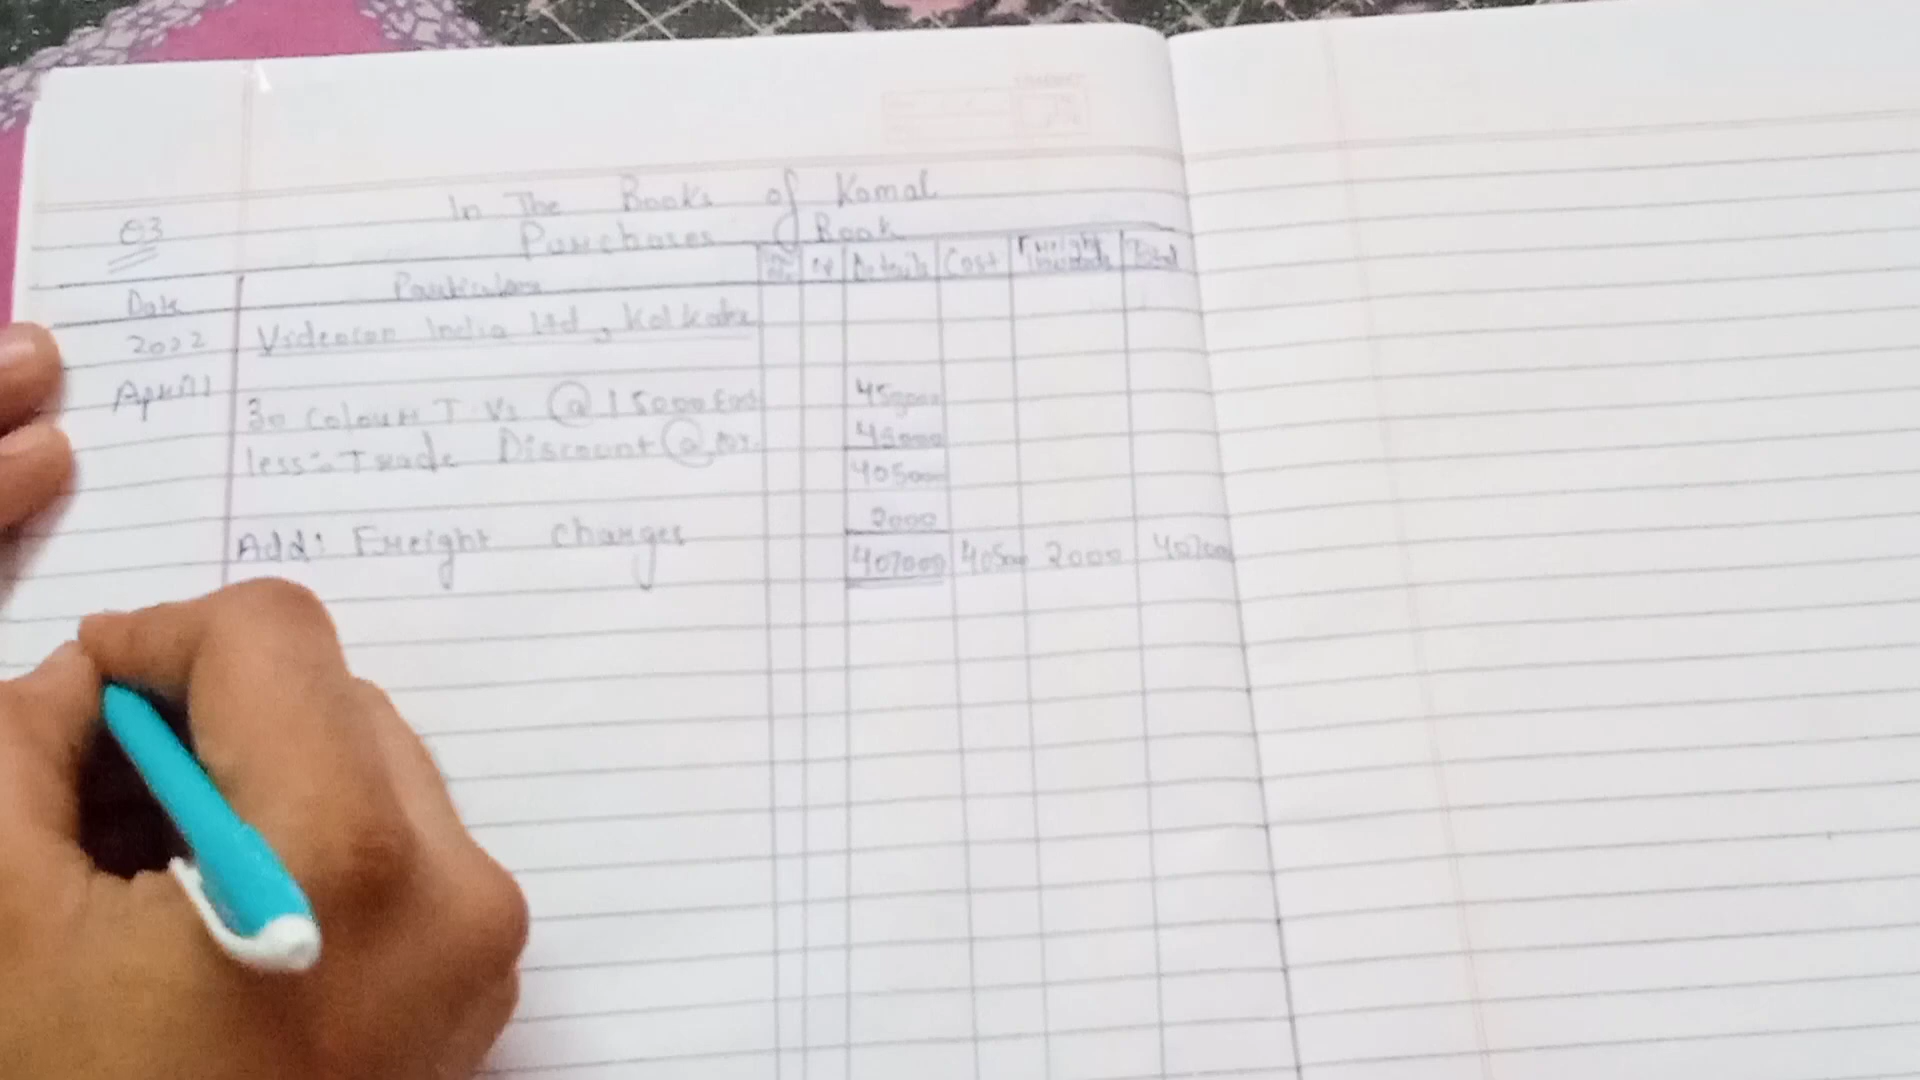 In The Books of Komal
Q3
Purchases Book
Date Particulars Details Cost Freight Inwards Total
2022 Videocon India Ltd, Kolkata
April 1
30 Colour T.Vs @ 15000 Each 450000
less:- Trade Discount @ 10%. 45000
405000
2000
Add: Freight Charges 407000 405000 2000 407000